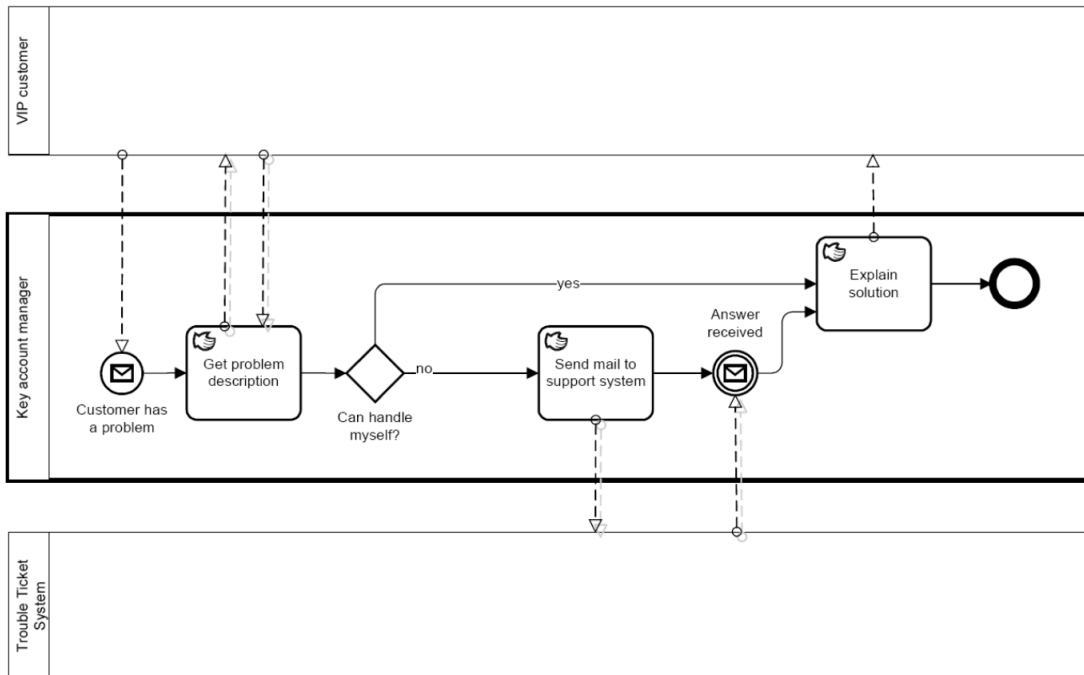 VIP customer
Key account manager
Customer has
a problem
Get problem
description
Can handle
myself?
yes
no
Send mail to
support system
Answer
received
Explain
solution
Trouble Ticket
System